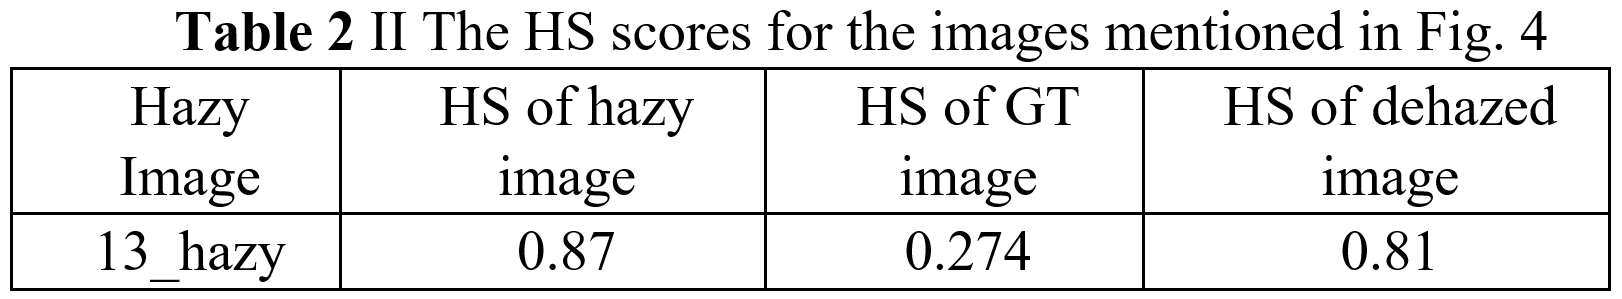 Table 2 II The HS scores for the images mentioned in Fig. 4
Hazy Image | HS of hazy image | HS of GT image | HS of dehazed image
13_hazy | 0.87 | 0.274 | 0.81